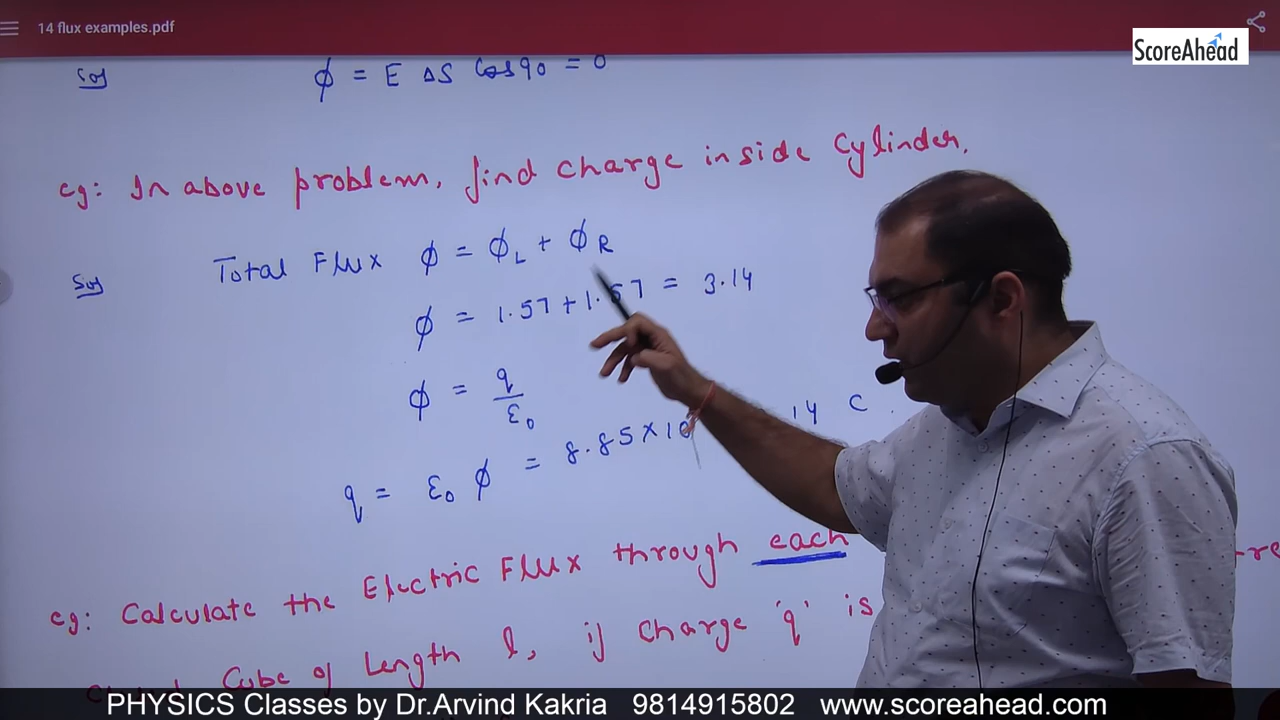 14 flux examples.pdf
ScoreAhead
Sol
ϕ = E ΔS Cos 90 = 0
eg: In above problem, find charge inside cylinder.
Sol Total Flux ϕ = ϕL + ϕR
ϕ = 1.57 + 1.57 = 3.14
ϕ = q/ε0
q = ε0 ϕ = 8.85 × 10 14 C
eg: Calculate the Electric Flux through each
Cube of Length l, if charge 'q' is
PHYSICS Classes by Dr.Arvind Kakria 9814915802 www.scoreahead.com